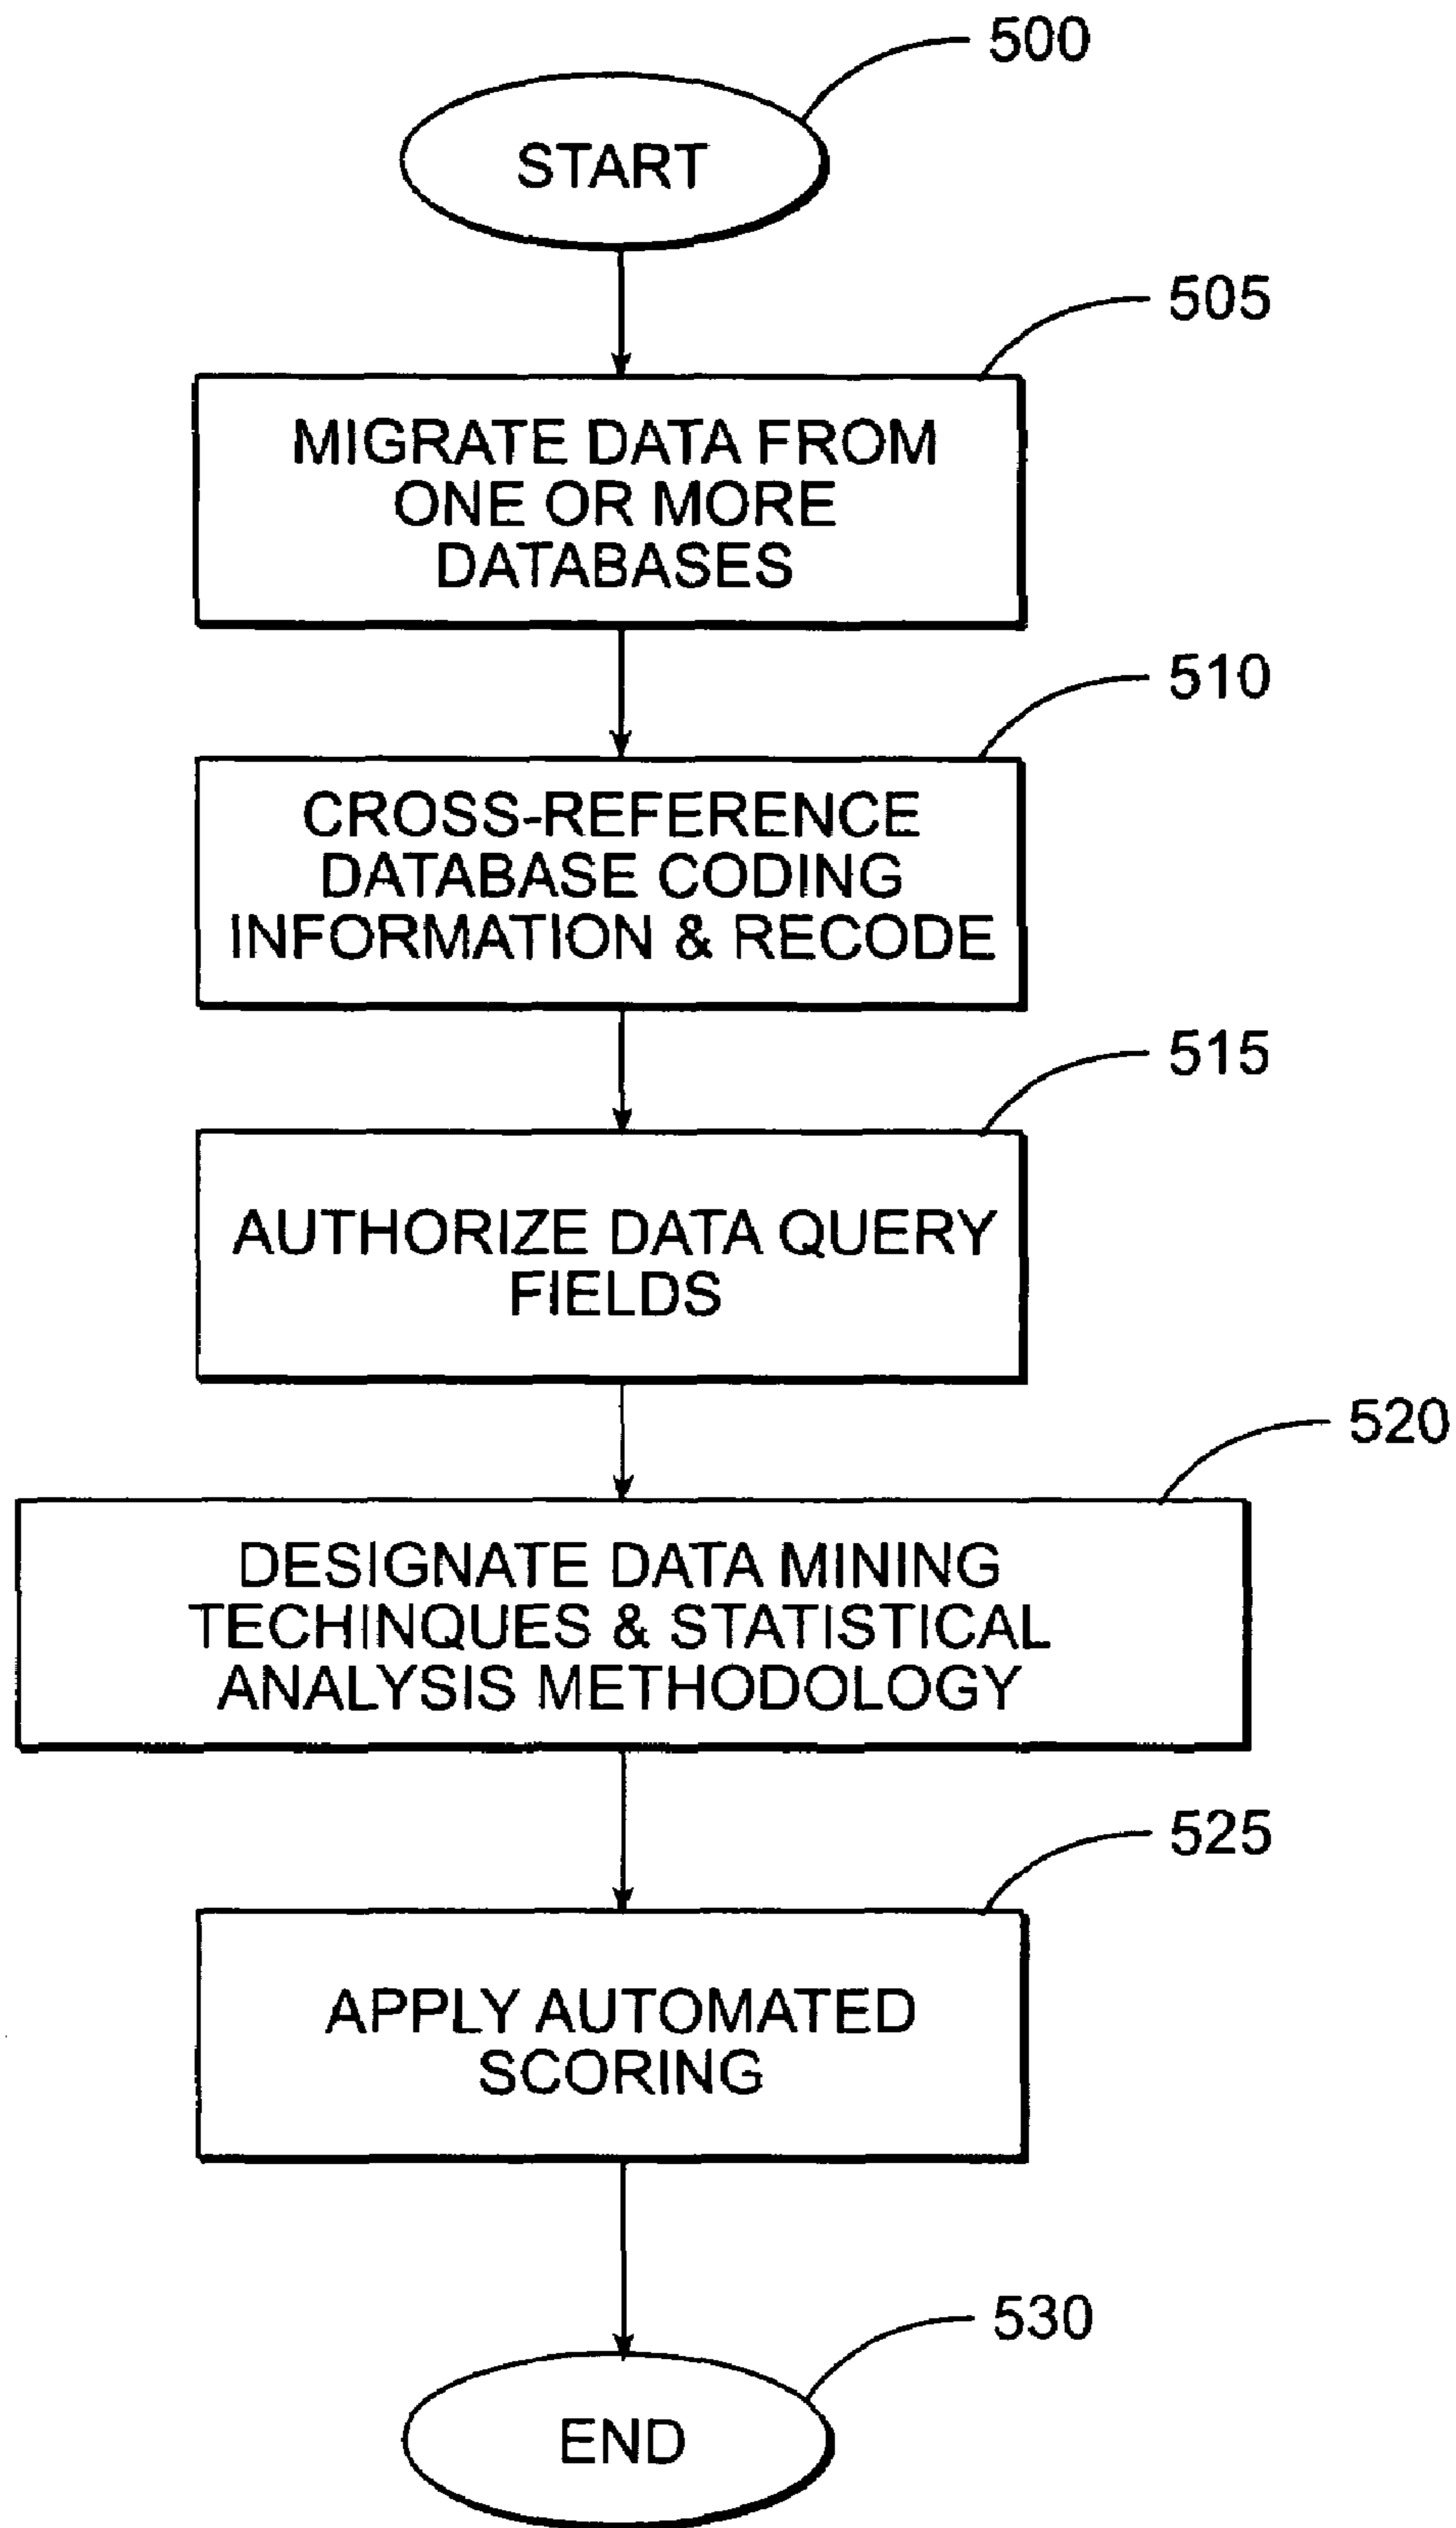 500
START
505
MIGRATE DATA FROM
ONE OR MORE
DATABASES
510
CROSS-REFERENCE
DATABASE CODING
INFORMATION & RECODE
515
AUTHORIZE DATA QUERY
FIELDS
520
DESIGNATE DATA MINING
TECHINQUES & STATISTICAL
ANALYSIS METHODOLOGY
525
APPLY AUTOMATED
SCORING
530
END